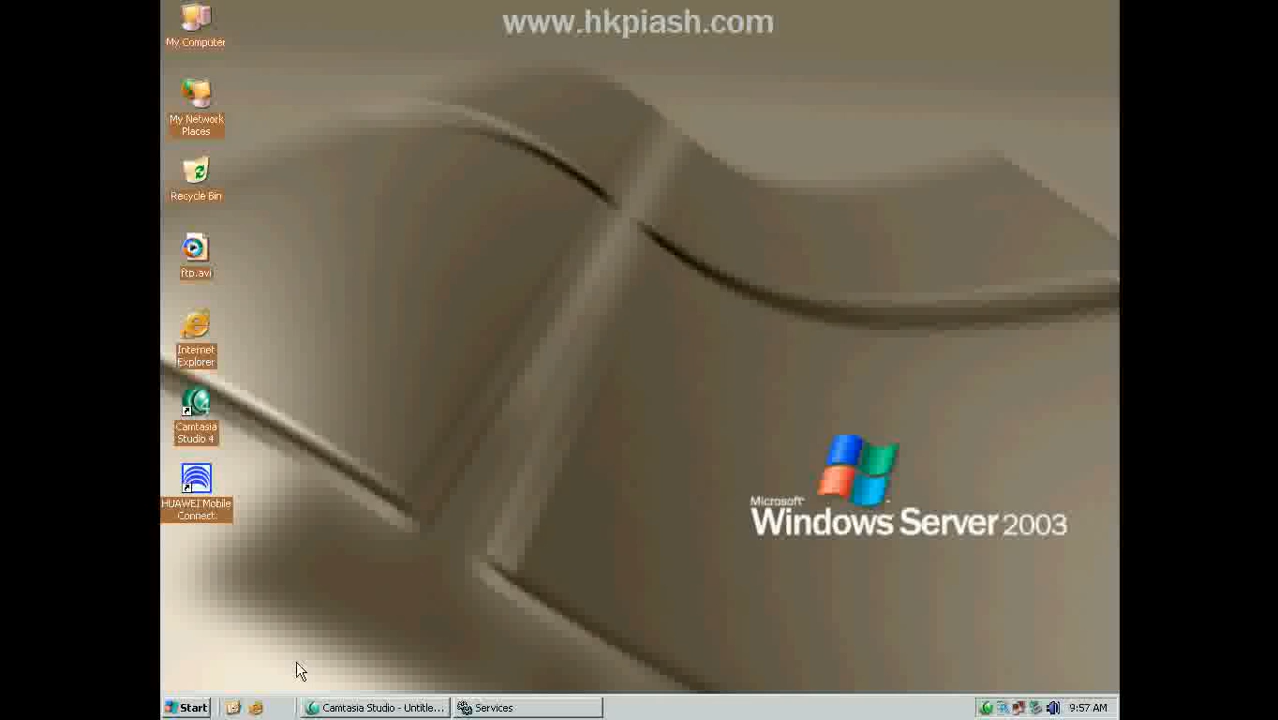 www.hkpiash.com
My Computer
My Network
Places
Recycle Bin
ftp.avi
Internet
Explorer
Camtasia
Studio 4
HUAWEI Mobile
Connect
Microsoft
Windows Server 2003
Start
Camtasia Studio - Untitle...
Services
9:57 AM